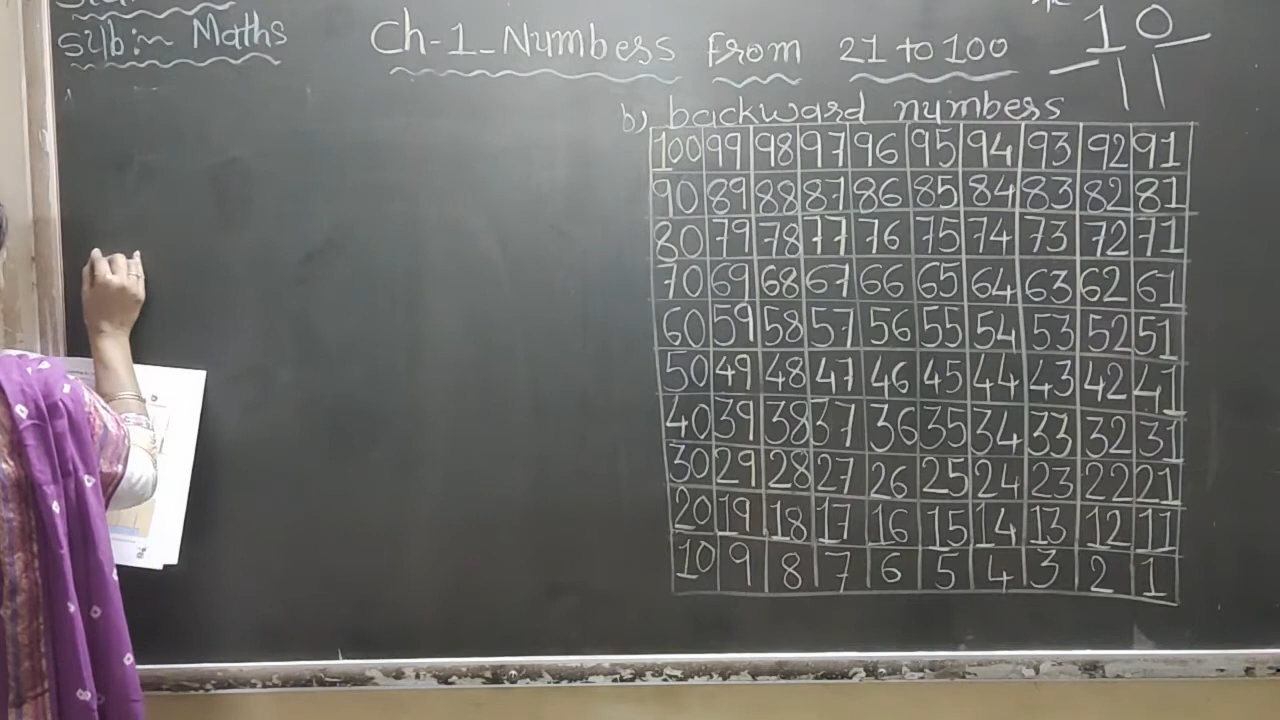 Sub:- Maths
Ch-1-Numbers from 21 to 100
10
11
b) backward numbers
100 99 98 97 96 95 94 93 92 91
90 89 88 87 86 85 84 83 82 81
80 79 78 77 76 75 74 73 72 71
70 69 68 67 66 65 64 63 62 61
60 59 58 57 56 55 54 53 52 51
50 49 48 47 46 45 44 43 42 41
40 39 38 37 36 35 34 33 32 31
30 29 28 27 26 25 24 23 22 21
20 19 18 17 16 15 14 13 12 11
10 9 8 7 6 5 4 3 2 1